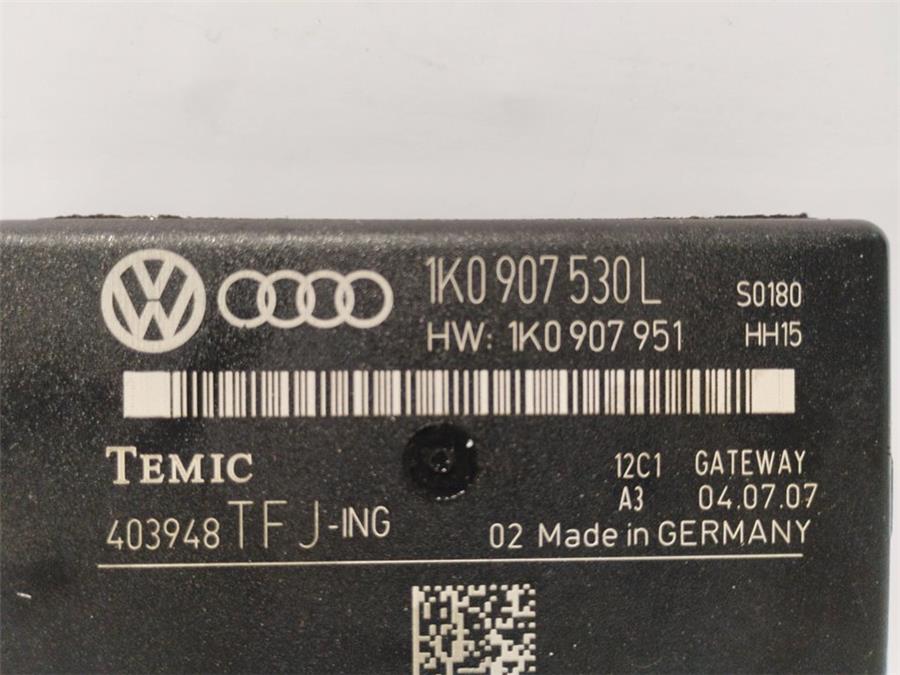 1K0 907 530 L S0180
HW: 1K0 907 951 HH15
TEMIC 12C1 GATEWAY
A3 04.07.07
403948 TFJ-ING 02 Made in GERMANY